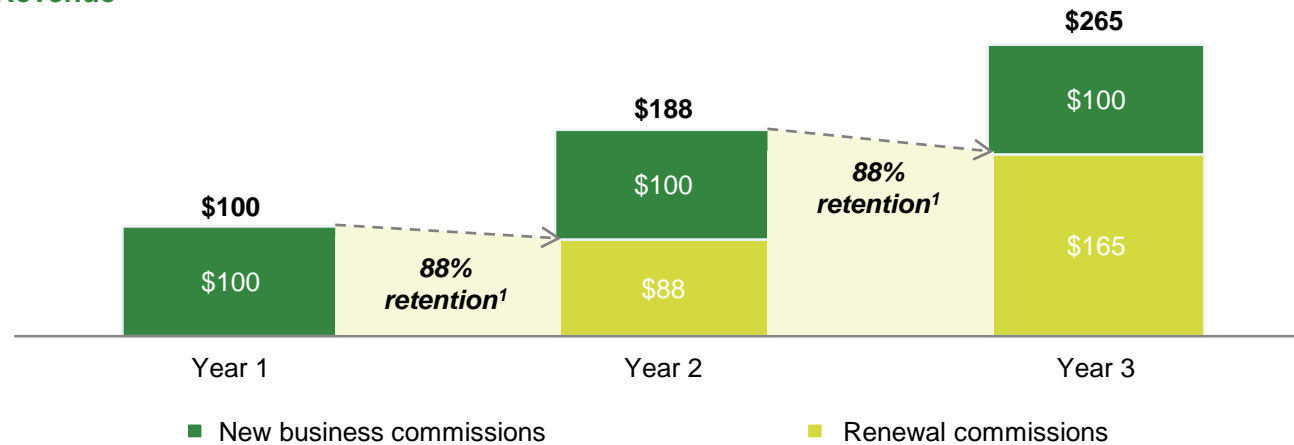 Revenue
$265
$100
$188
88%
retention1
$100
$100
$165
88%
retention1
$100
$88
Year 1
Year 2
Year 3
New business commissions
Renewal commissions